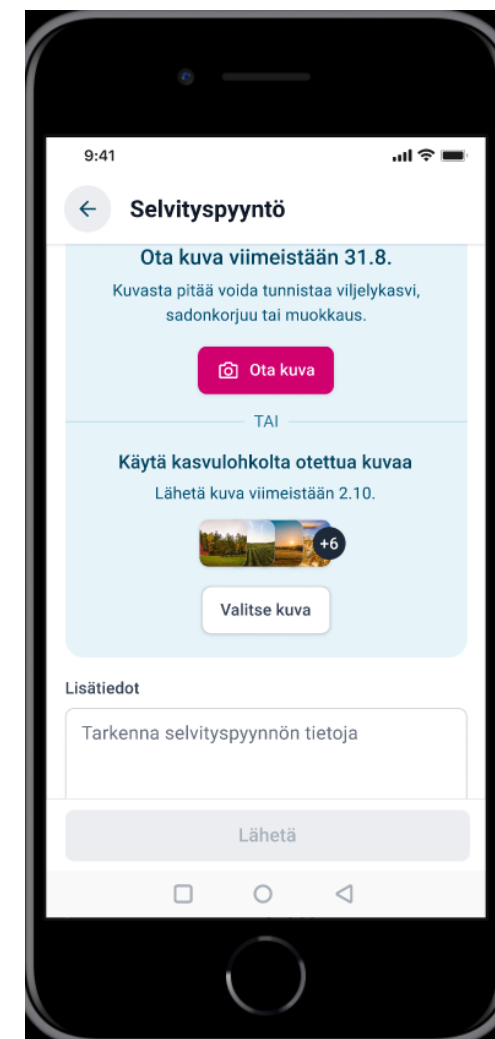 9:41
Selvityspyyntö
Ota kuva viimeistään 31.8.
Kuvasta pitää voida tunnistaa viljelykasvi,
sadonkorjuu tai muokkaus.
Ota kuva
TAI
Käytä kasvulohkolta otettua kuvaa
Lähetä kuva viimeistään 2.10.
+6
Valitse kuva
Lisätiedot
Tarkenna selvityspyynnön tietoja
Lähetä